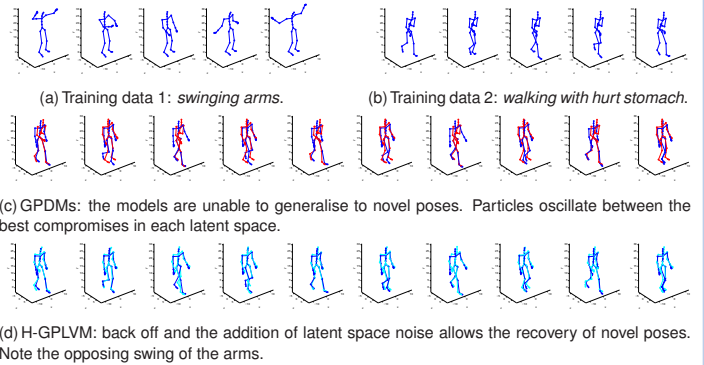 (a) Training data 1: swinging arms.
(b) Training data 2: walking with hurt stomach.
(c) GPDMs: the models are unable to generalise to novel poses. Particles oscillate between the
best compromises in each latent space.
(d) H-GPLVM: back off and the addition of latent space noise allows the recovery of novel poses.
Note the opposing swing of the arms.